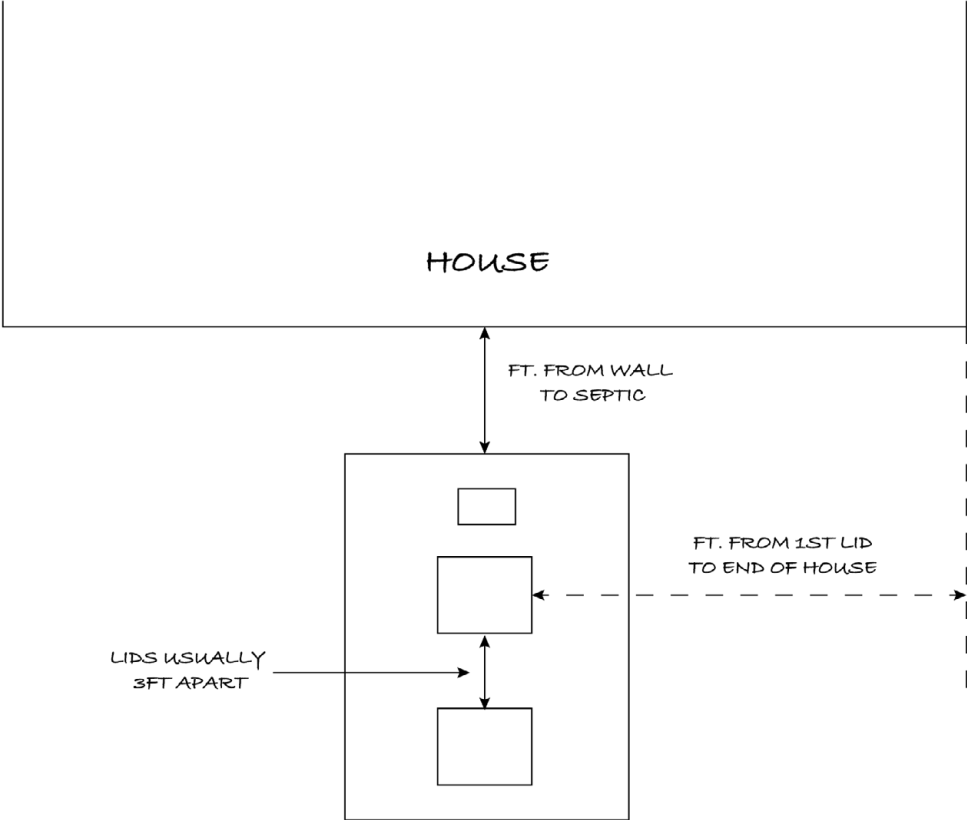 HOUSE
FT. FROM WALL
TO SEPTIC
FT. FROM 1ST LID
TO END OF HOUSE
LIDS USUALLY
3FT APART